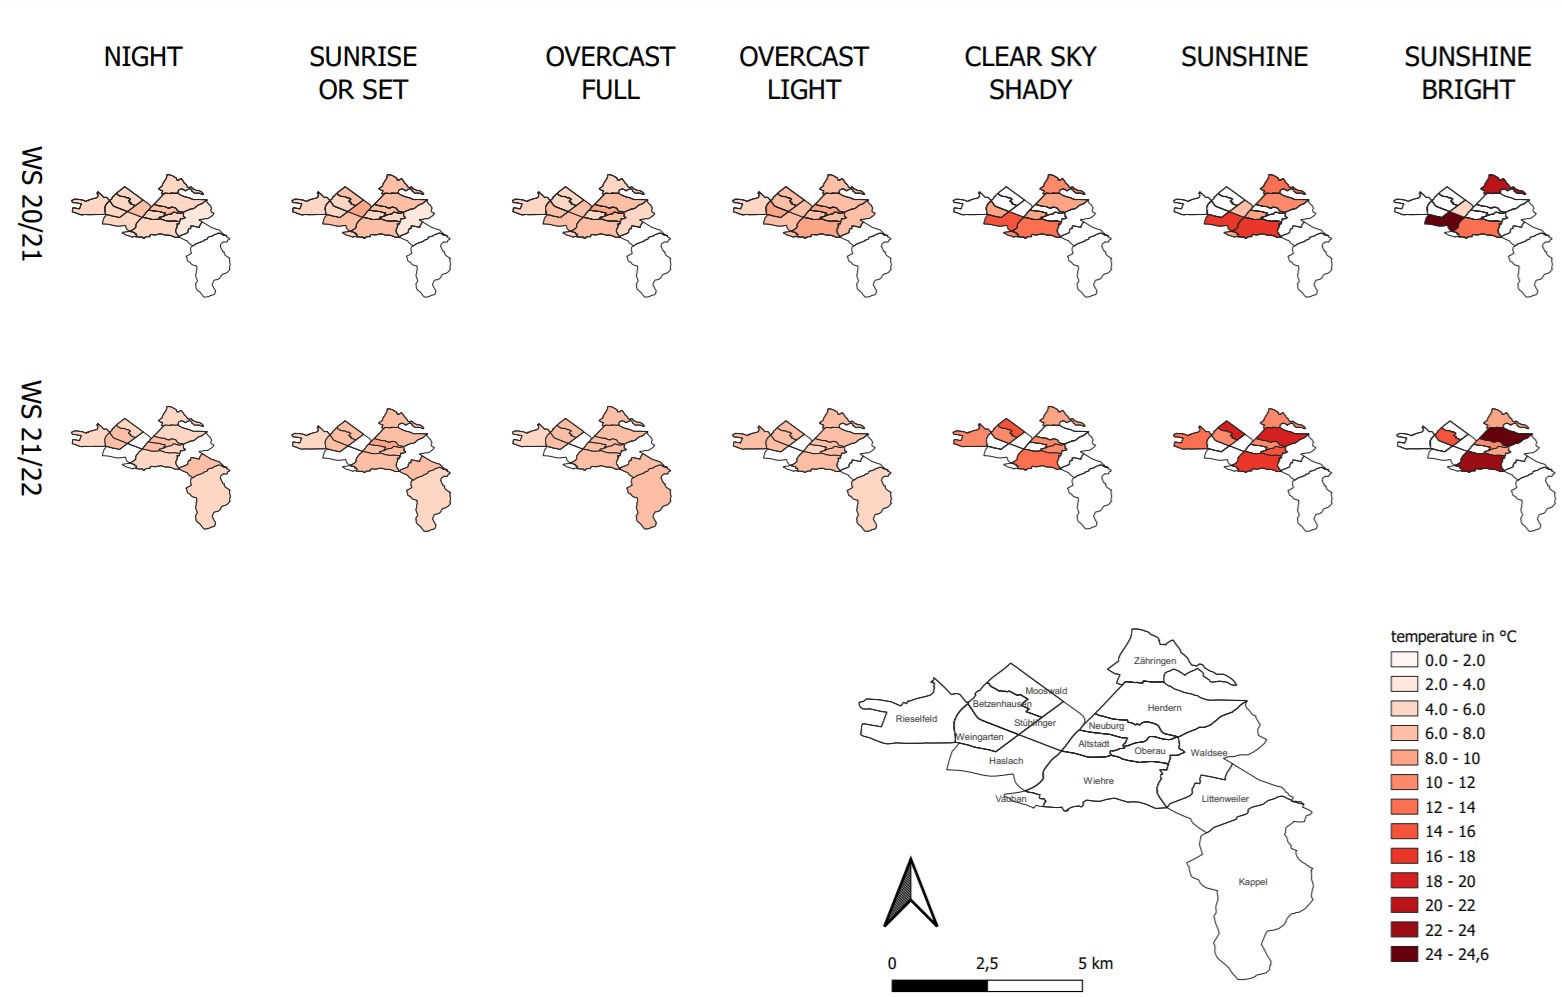 NIGHT
SUNRISE
OR SET
OVERCAST
FULL
OVERCAST
LIGHT
CLEAR SKY
SHADY
SUNSHINE
SUNSHINE
BRIGHT
WS 20/21
WS 21/22
Zähringen
Mooswald
Betzenhausen
Herdern
Rieselfeld
Stühlinger
Neuburg
Weingarten
Altstadt
Oberau
Waldsee
Haslach
Wiehre
Vauban
Littenweiler
Kappel
0 2,5 5 km
temperature in °C
0.0 - 2.0
2.0 - 4.0
4.0 - 6.0
6.0 - 8.0
8.0 - 10
10 - 12
12 - 14
14 - 16
16 - 18
18 - 20
20 - 22
22 - 24
24 - 24,6